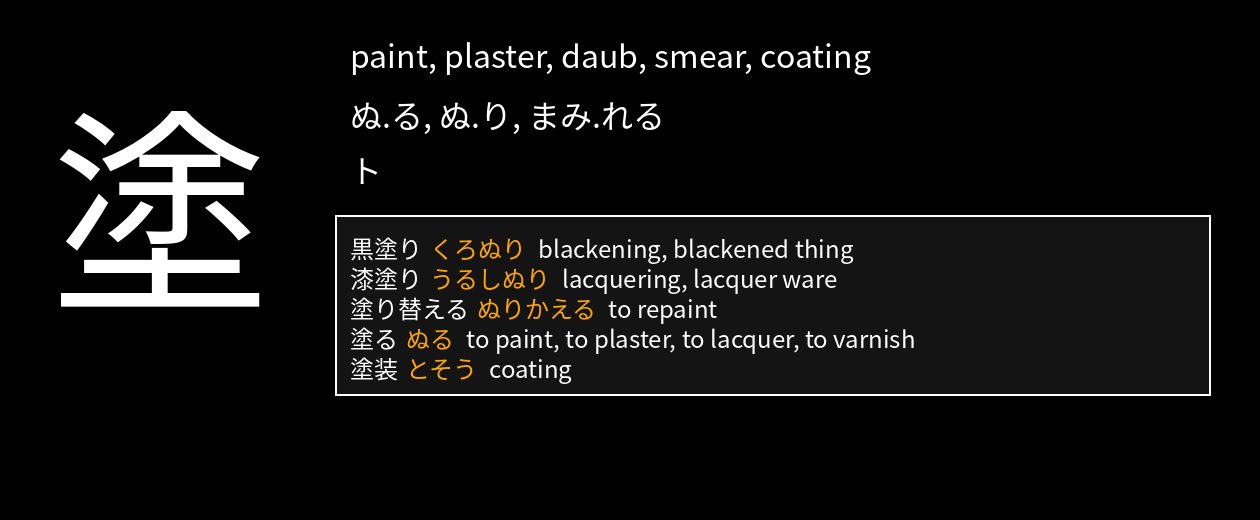 塗
paint, plaster, daub, smear, coating
ぬ.る, ぬ.り, まみ.れる
ト
黒塗り くろぬり blackening, blackened thing
漆塗り うるしぬり lacquering, lacquer ware
塗り替える ぬりかえる to repaint
塗る ぬる to paint, to plaster, to lacquer, to varnish
塗装 とそう coating